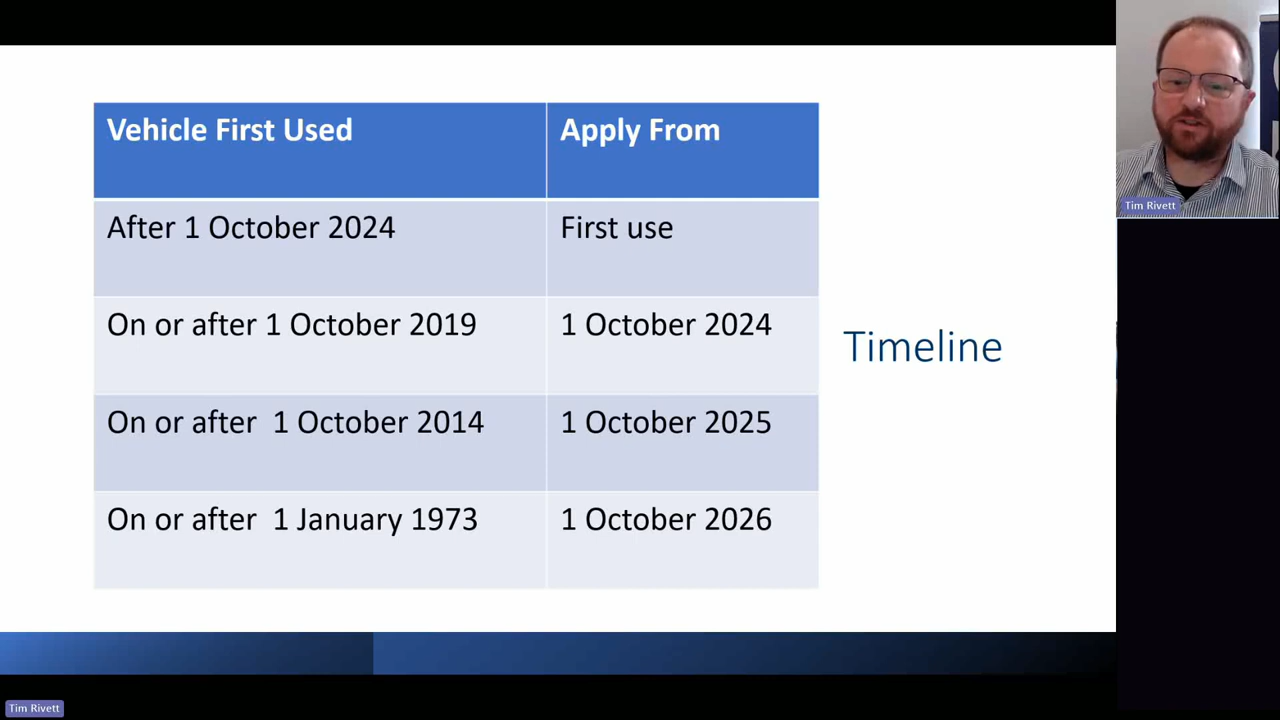 Vehicle First Used
Apply From
After 1 October 2024
First use
On or after 1 October 2019
1 October 2024
On or after 1 October 2014
1 October 2025
On or after 1 January 1973
1 October 2026
Timeline
Tim Rivett
Tim Rivett